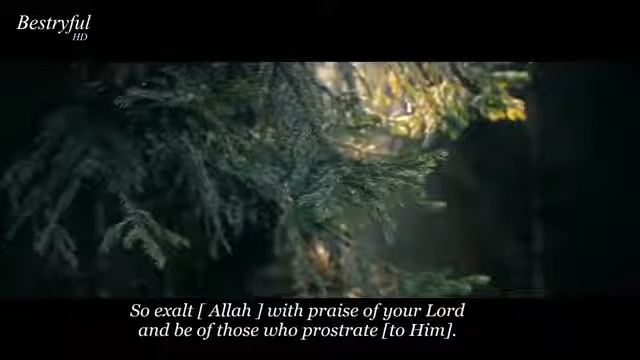 Bestryful
HD
So exalt [ Allah ] with praise of your Lord
and be of those who prostrate [to Him].